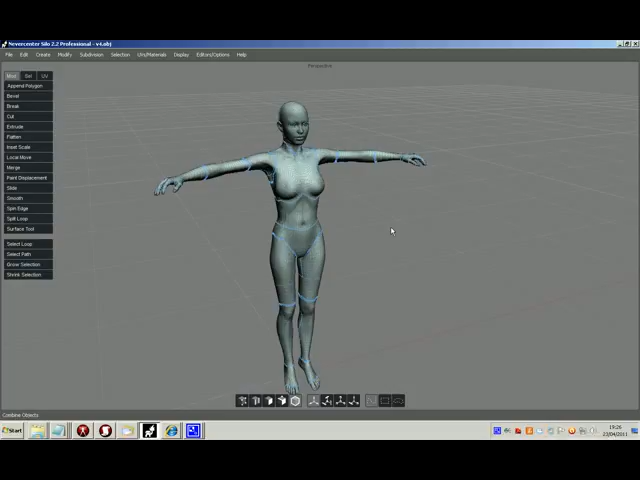 Nevercenter Silo 2.2 Professional - v4.obj
File Edit Create Modify Subdivision Selection UVs/Materials Display Editors/Options Help
Perspective
Mod Sel UV
Append Polygon
Bevel
Break
Cut
Extrude
Flatten
Inset Scale
Local Move
Merge
Paint Displacement
Slide
Smooth
Spin Edge
Split Loop
Surface Tool
Select Loop
Select Path
Grow Selection
Shrink Selection
Combine Objects
Start
19:26
23/04/2011